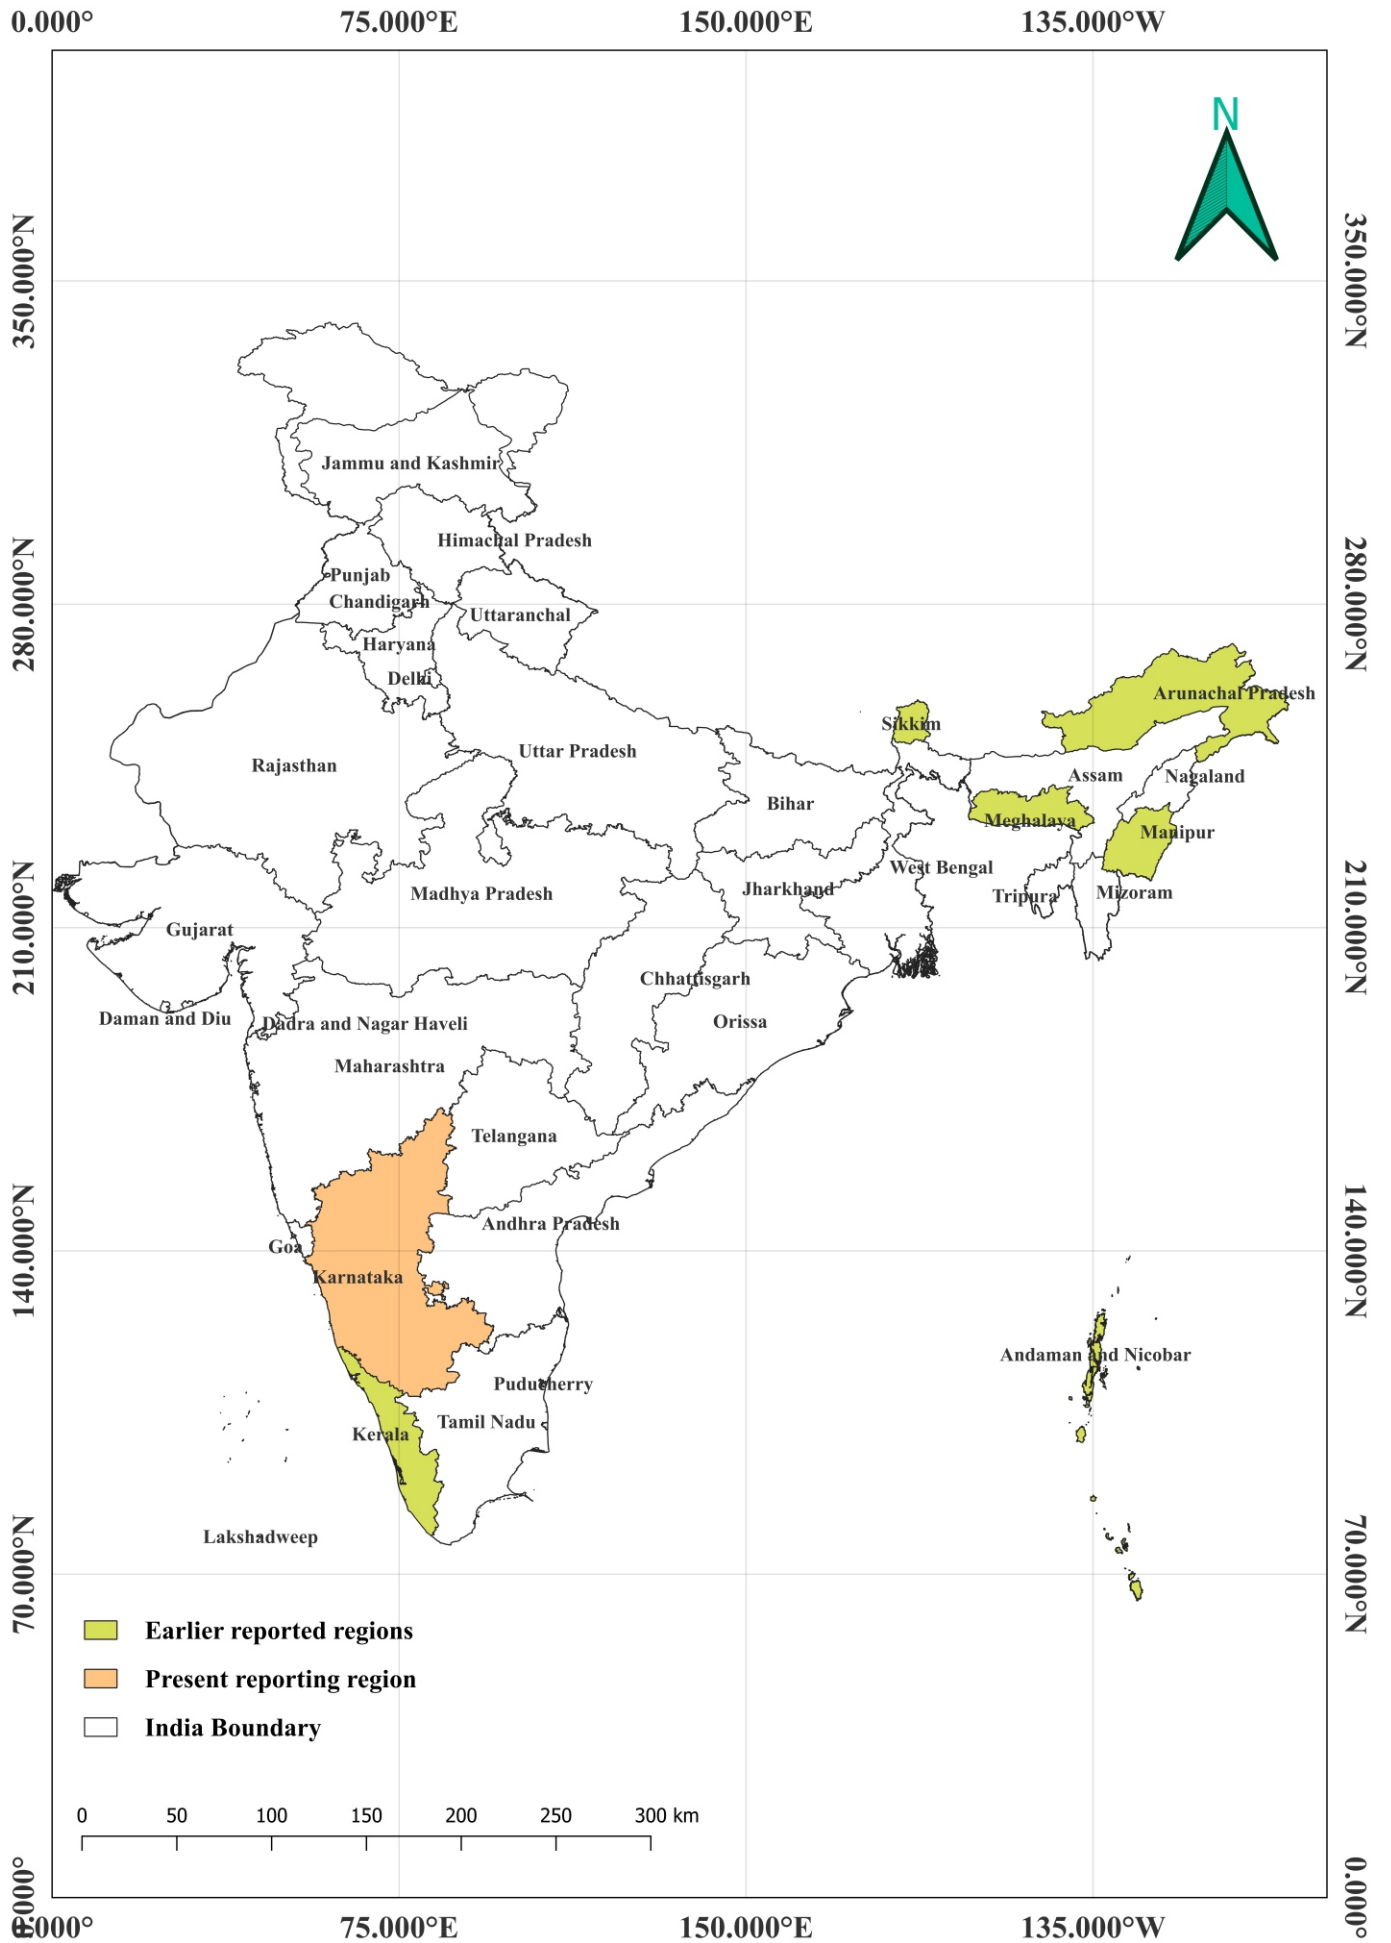 0.000° 75.000°E 150.000°E 135.000°W
N
350.000°N 350.000°N
Jammu and Kashmir
Himachal Pradesh
280.000°N 280.000°N
Punjab
Chandigarh
Uttaranchal
Haryana
Delhi
Arunachal Pradesh
Sikkim
Uttar Pradesh
Rajasthan
Assam
Nagaland
Bihar
Meghalaya
Manipur
West Bengal
Jharkhand
Madhya Pradesh
Tripura
Mizoram
210.000°N 210.000°N
Gujarat
Chhattisgarh
Daman and Diu
Dadra and Nagar Haveli
Orissa
Maharashtra
Telangana
Andhra Pradesh
140.000°N 140.000°N
Goa
Karnataka
Andaman and Nicobar
Puducherry
Tamil Nadu
Kerala
Lakshadweep
70.000°N 70.000°N
Earlier reported regions
Present reporting region
India Boundary
0 50 100 150 200 250 300 km
0.000° 0.000°
0.000° 75.000°E 150.000°E 135.000°W